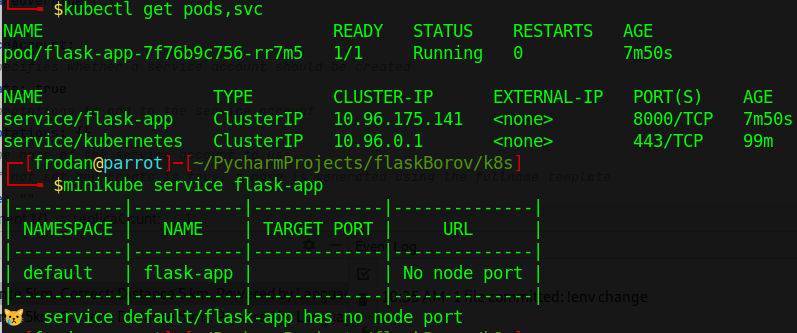 $kubectl get pods,svc
NAME READY STATUS RESTARTS AGE
pod/flask-app-7f76b9c756-rr7m5 1/1 Running 0 7m50s
NAME TYPE CLUSTER-IP EXTERNAL-IP PORT(S) AGE
service/flask-app ClusterIP 10.96.175.141 <none> 8000/TCP 7m50s
service/kubernetes ClusterIP 10.96.0.1 <none> 443/TCP 99m
[frodan@parrot]─[~/PycharmProjects/flaskBorov/k8s]
$minikube service flask-app
|-----------|-----------|-------------|--------------|
| NAMESPACE | NAME | TARGET PORT | URL |
|-----------|-----------|-------------|--------------|
| default | flask-app | | No node port |
|-----------|-----------|-------------|--------------|
service default/flask-app has no node port